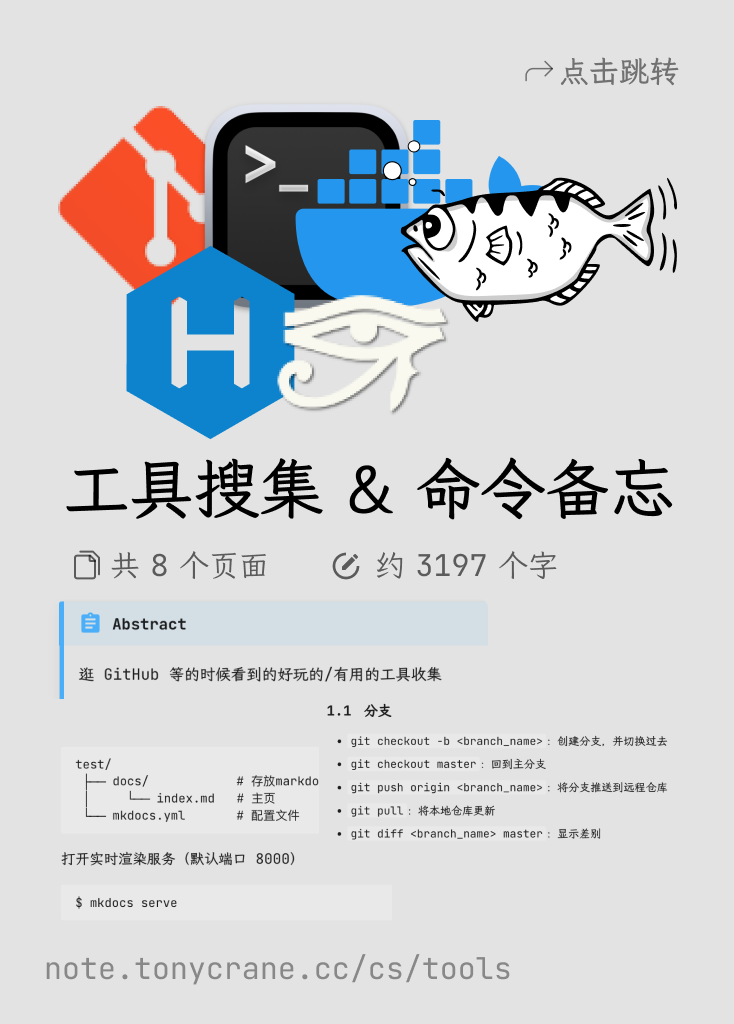 点击跳转
>_
H
工具搜集 & 命令备忘
共 8 个页面 约 3197 个字
Abstract
逛 GitHub 等的时候看到的好玩的/有用的工具收集
1.1 分支
• git checkout -b <branch_name> : 创建分支，并切换过去
• git checkout master : 回到主分支
• git push origin <branch_name> : 将分支推送到远程仓库
• git pull : 将本地仓库更新
• git diff <branch_name> master : 显示差别
test/
├── docs/ # 存放markdo
│ └── index.md # 主页
└── mkdocs.yml # 配置文件
打开实时渲染服务（默认端口 8000）
$ mkdocs serve
note.tonycrane.cc/cs/tools